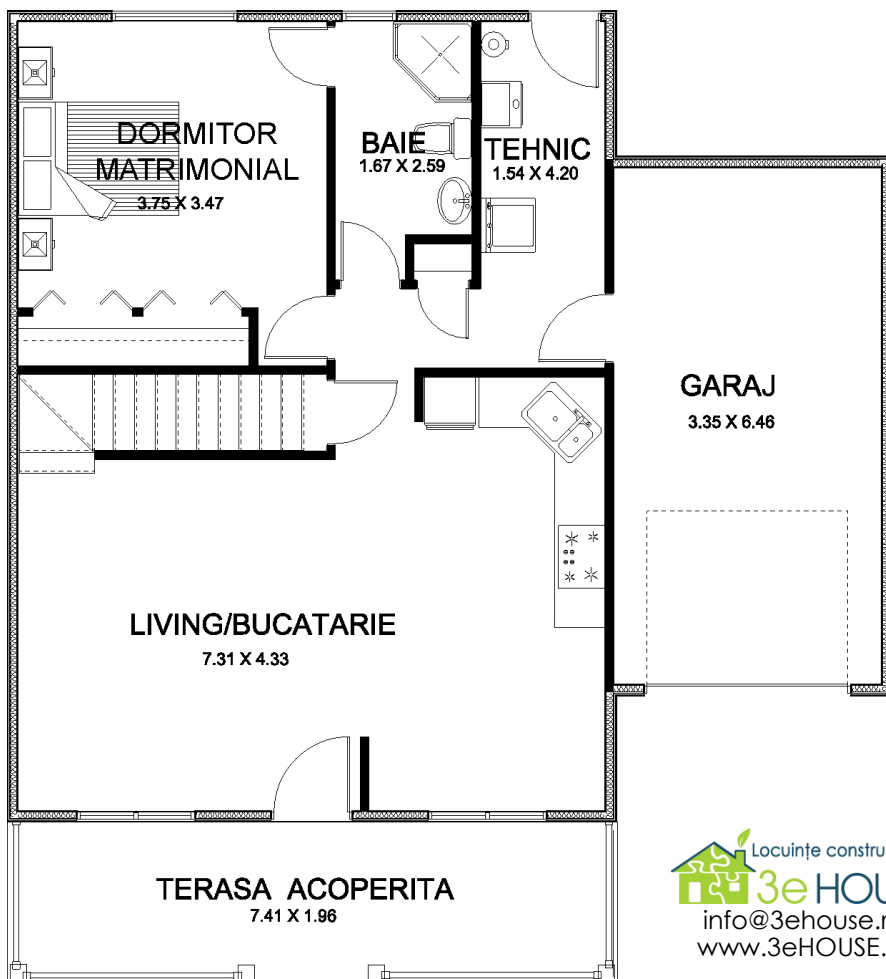 DORMITOR
MATRIMONIAL
3.75 X 3.47
BAIE
1.67 X 2.59
TEHNIC
1.54 X 4.20
GARAJ
3.35 X 6.46
LIVING/BUCATARIE
7.31 X 4.33
TERASA ACOPERITA
7.41 X 1.96
Locuințe constru
3e HOU
info@3ehouse.r
www.3eHOUSE.